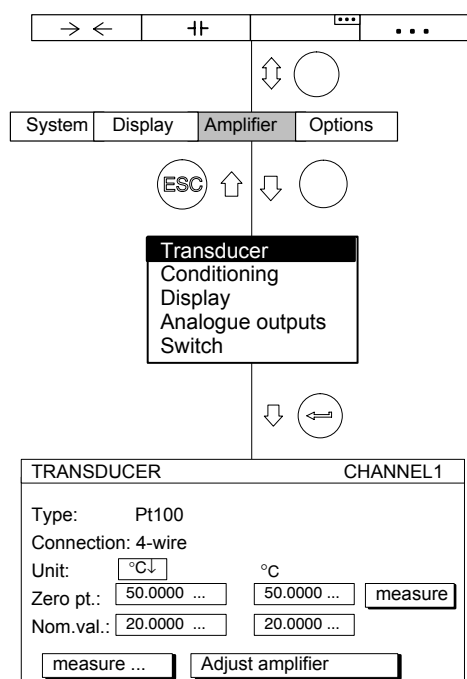 → ← ⊣⊢ ... ...
System Display Amplifier Options
ESC
Transducer
Conditioning
Display
Analogue outputs
Switch
TRANSDUCER CHANNEL1
Type: Pt100
Connection: 4-wire
Unit: °C↓ °C
Zero pt.: 50.0000 ... 50.0000 ... measure
Nom.val.: 20.0000 ... 20.0000 ...
measure ... Adjust amplifier